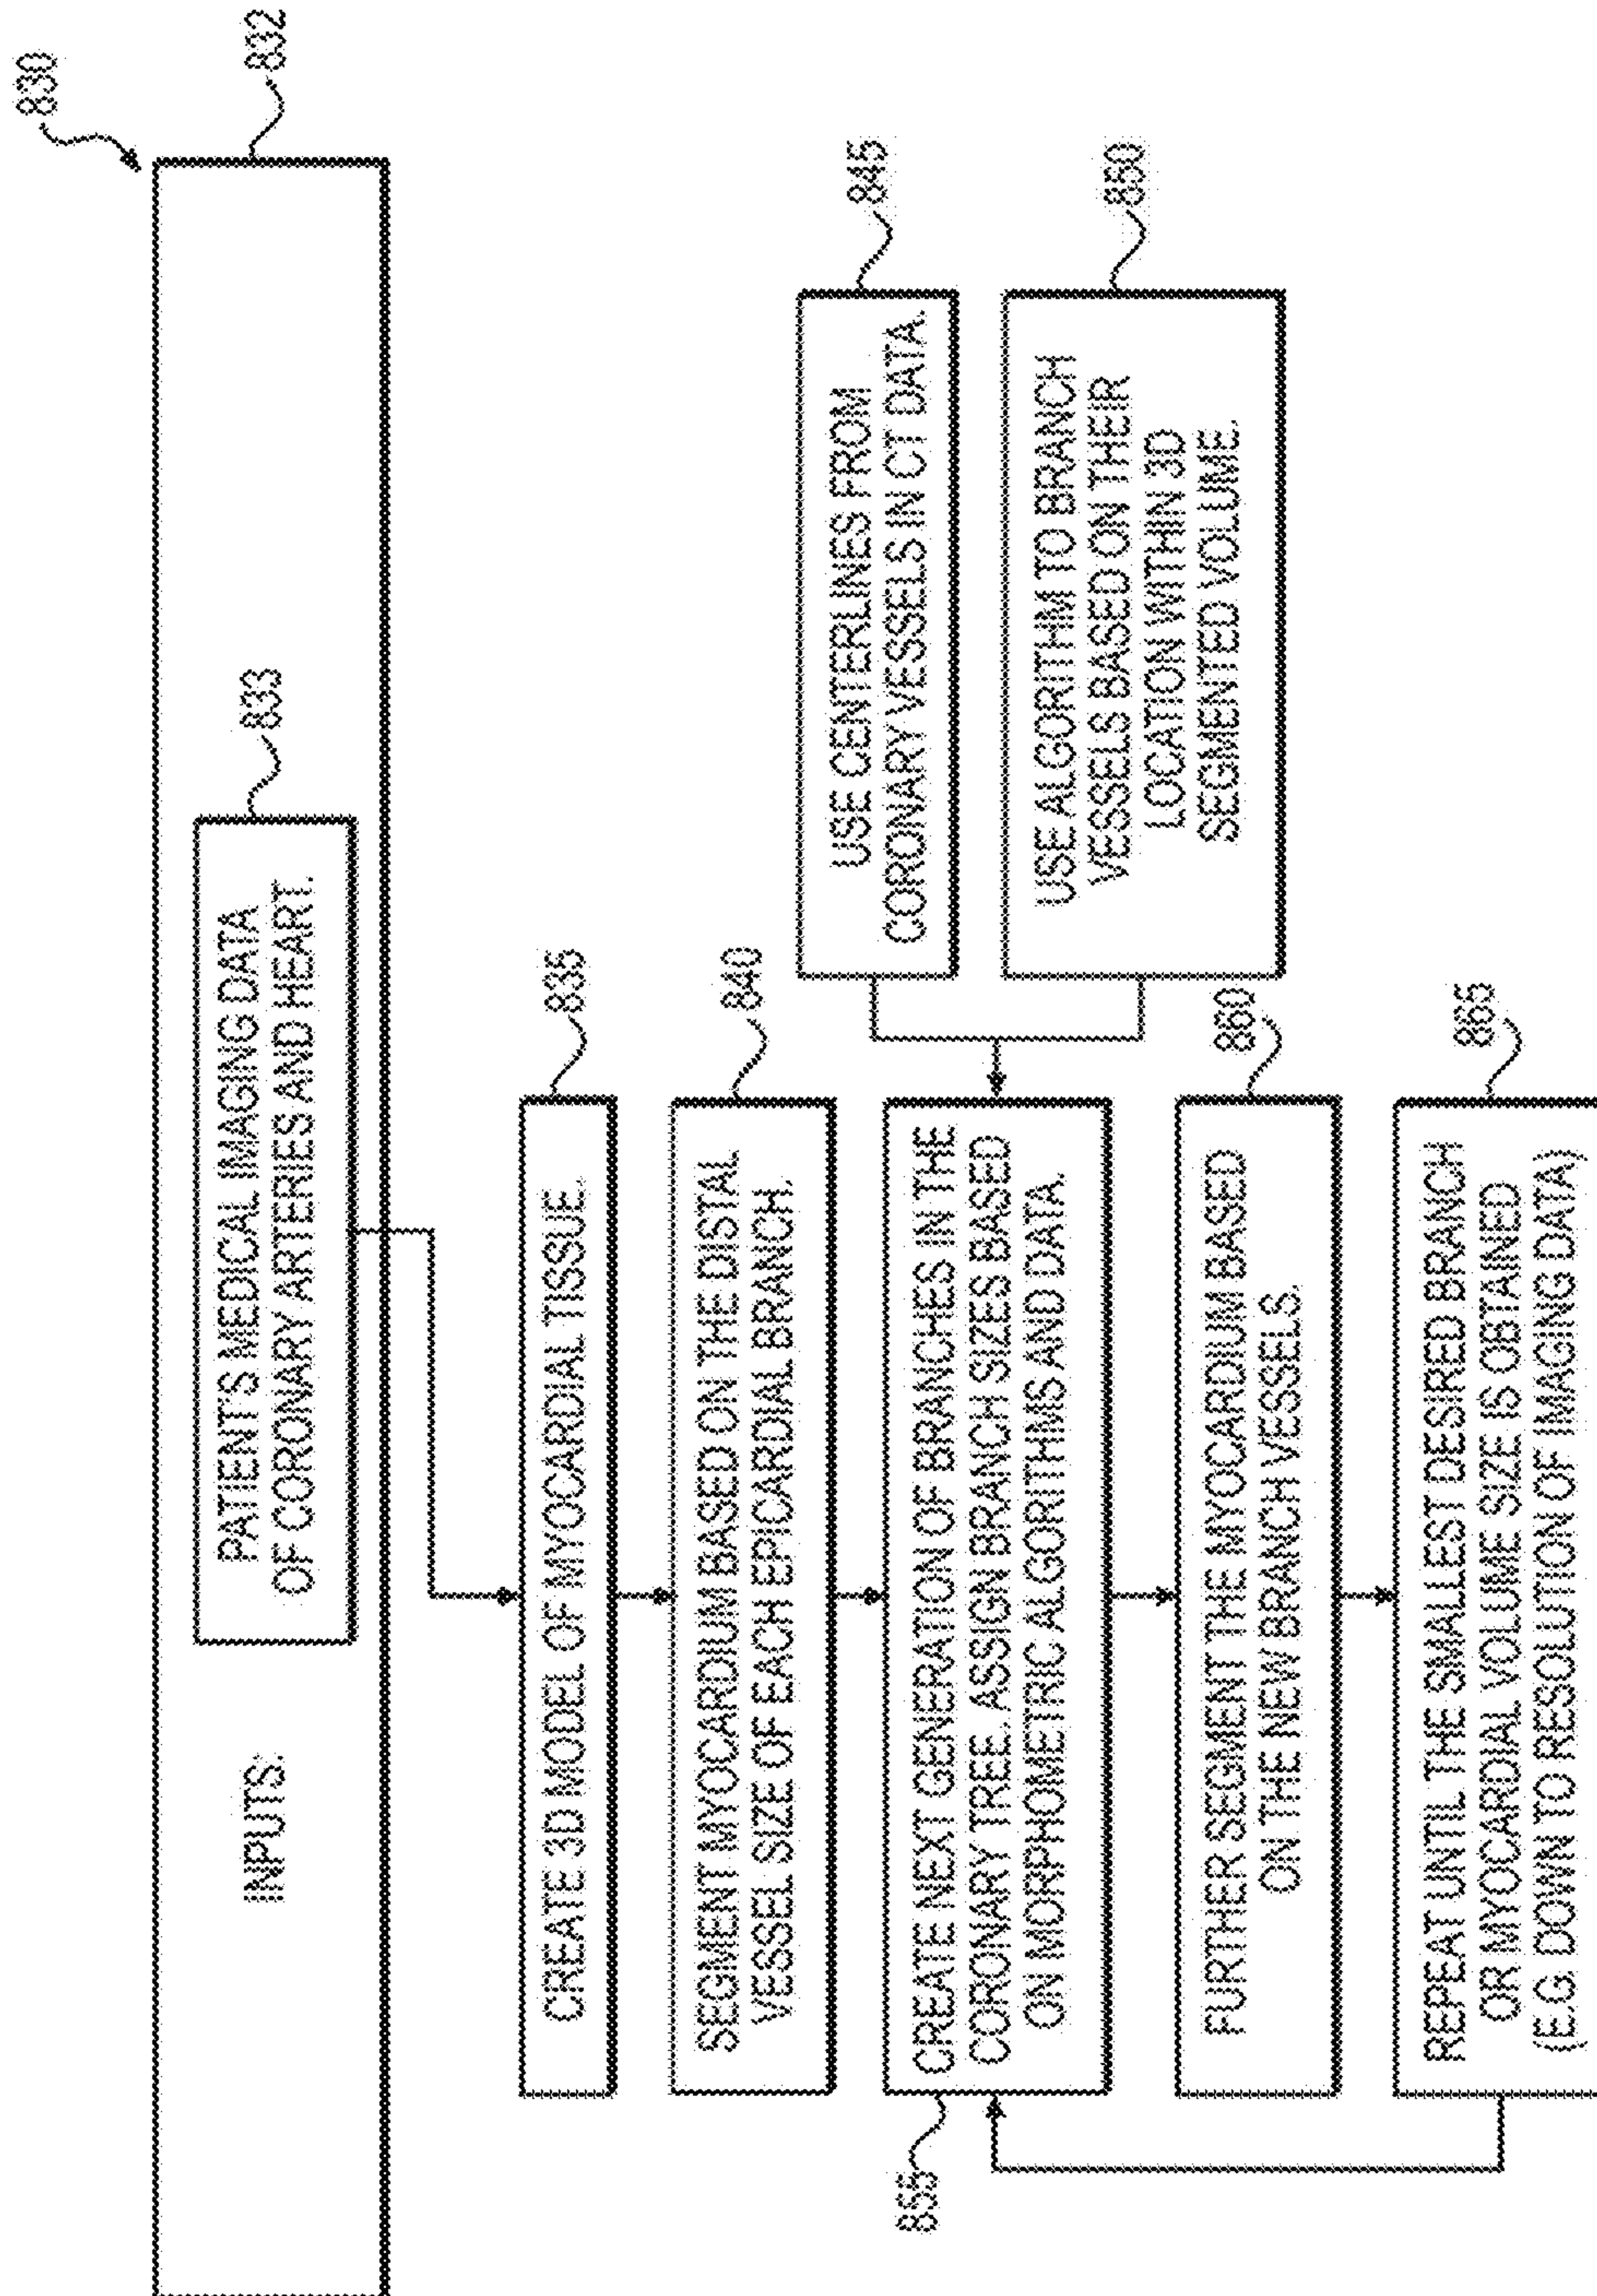 830
832
INPUTS:
833
PATIENT'S MEDICAL IMAGING DATA
OF CORONARY ARTERIES AND HEART.
835
CREATE 3D MODEL OF MYOCARDIAL TISSUE.
840
SEGMENT MYOCARDIUM BASED ON THE DISTAL
VESSEL SIZE OF EACH EPICARDIAL BRANCH.
845
USE CENTERLINES FROM
CORONARY VESSELS IN CT DATA.
850
USE ALGORITHM TO BRANCH
VESSELS BASED ON THEIR
LOCATION WITHIN 3D
SEGMENTED VOLUME.
855
CREATE NEXT GENERATION OF BRANCHES IN THE
CORONARY TREE. ASSIGN BRANCH SIZES BASED
ON MORPHOMETRIC ALGORITHMS AND DATA.
860
FURTHER SEGMENT THE MYOCARDIUM BASED
ON THE NEW BRANCH VESSELS.
865
REPEAT UNTIL THE SMALLEST DESIRED BRANCH
OR MYOCARDIAL VOLUME SIZE IS OBTAINED
(E.G. DOWN TO RESOLUTION OF IMAGING DATA)